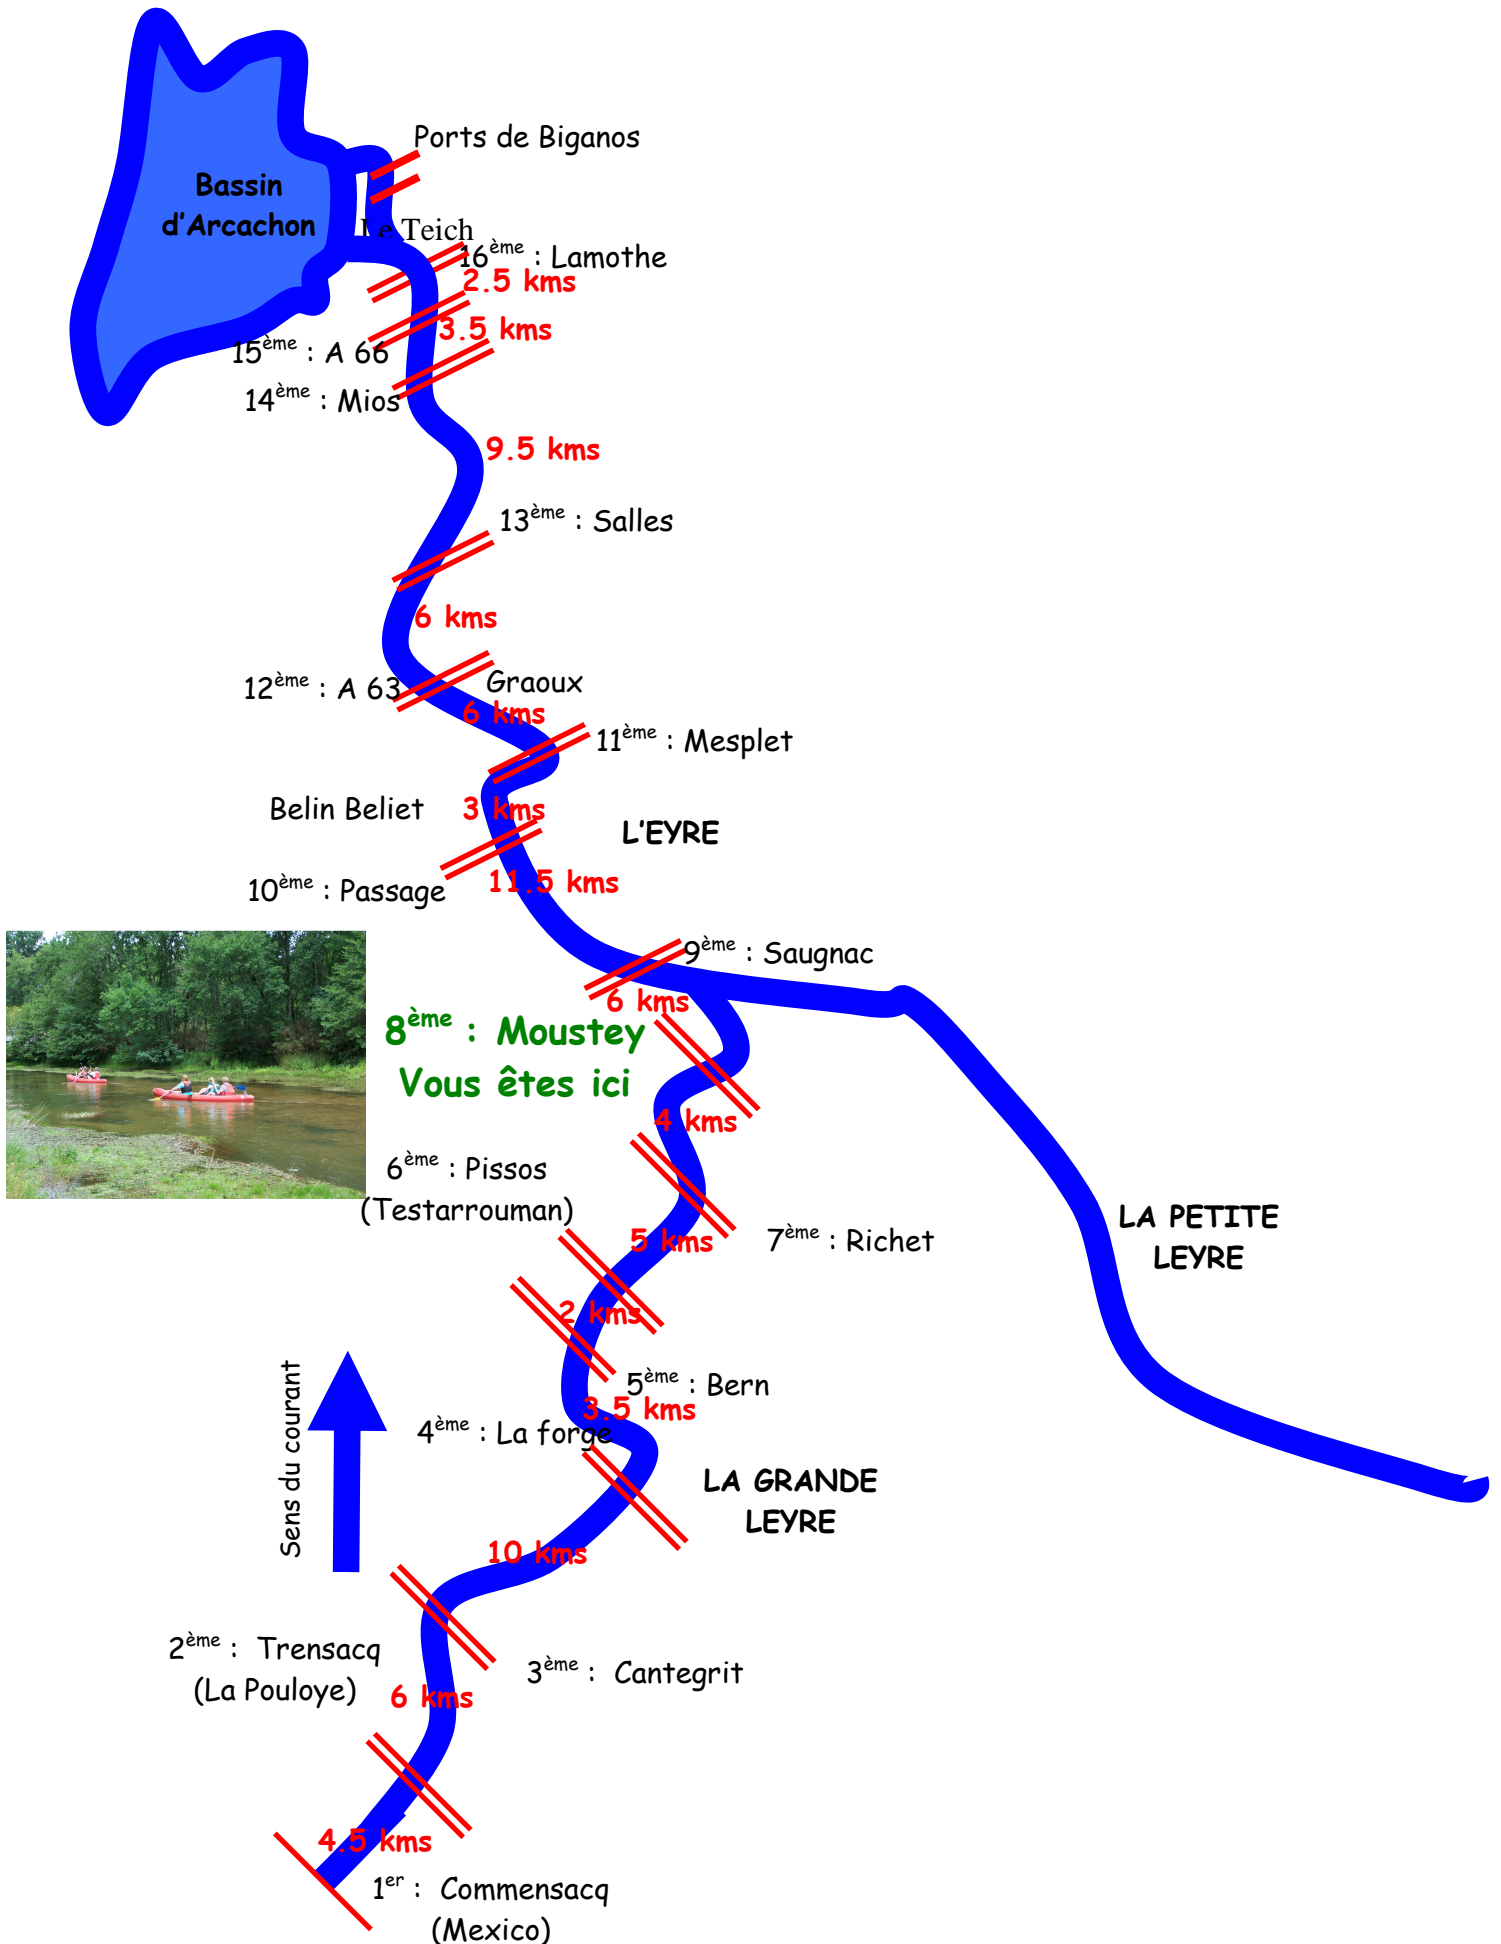 Ports de Biganos
Bassin
d'Arcachon
Le Teich
16ème : Lamothe
2.5 kms
3.5 kms
15ème : A 66
14ème : Mios
9.5 kms
13ème : Salles
6 kms
12ème : A 63
Graoux
6 kms
11ème : Mesplet
Belin Beliet
3 kms
L'EYRE
10ème : Passage
11.5 kms
9ème : Saugnac
6 kms
8ème : Moustey
Vous êtes ici
4 kms
6ème : Pissos
(Testarrouman)
7ème : Richet
5 kms
LA PETITE
LEYRE
2 kms
Sens du courant
5ème : Bern
3.5 kms
4ème : La forge
LA GRANDE
LEYRE
10 kms
2ème : Trensacq
(La Pouloye)
3ème : Cantegrit
6 kms
4.5 kms
1er : Commensacq
(Mexico)